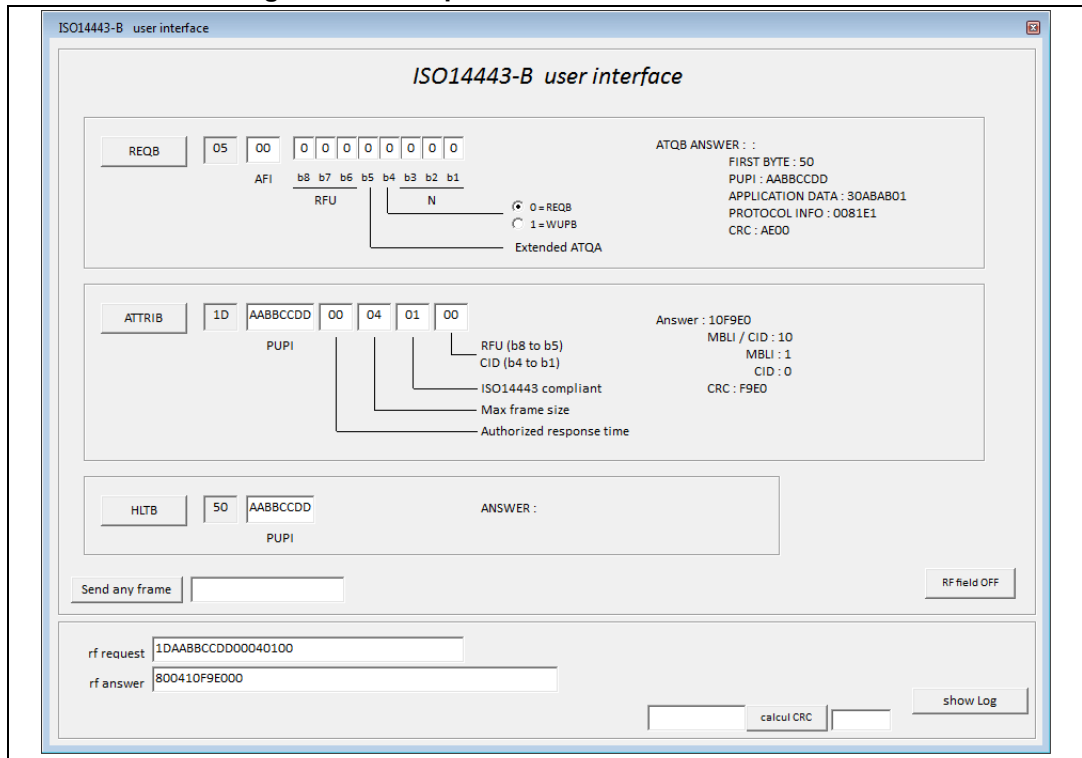 ISO14443-B user interface
ISO14443-B user interface
REQB 05 00 0 0 0 0 0 0 0 0
AFI b8 b7 b6 b5 b4 b3 b2 b1
RFU N
0 = REQB
1 = WUPB
Extended ATQA
ATQB ANSWER : :
FIRST BYTE : 50
PUPI : AABBCCDD
APPLICATION DATA : 30ABAB01
PROTOCOL INFO : 0081E1
CRC : AE00
ATTRIB 1D AABBCCDD 00 04 01 00
PUPI
RFU (b8 to b5)
CID (b4 to b1)
ISO14443 compliant
Max frame size
Authorized response time
Answer : 10F9E0
MBLI / CID : 10
MBLI : 1
CID : 0
CRC : F9E0
HLTB 50 AABBCCDD ANSWER :
PUPI
Send any frame
RF field OFF
rf request 1DAABBCCDD00040100
rf answer 800410F9E000
calcul CRC
show Log